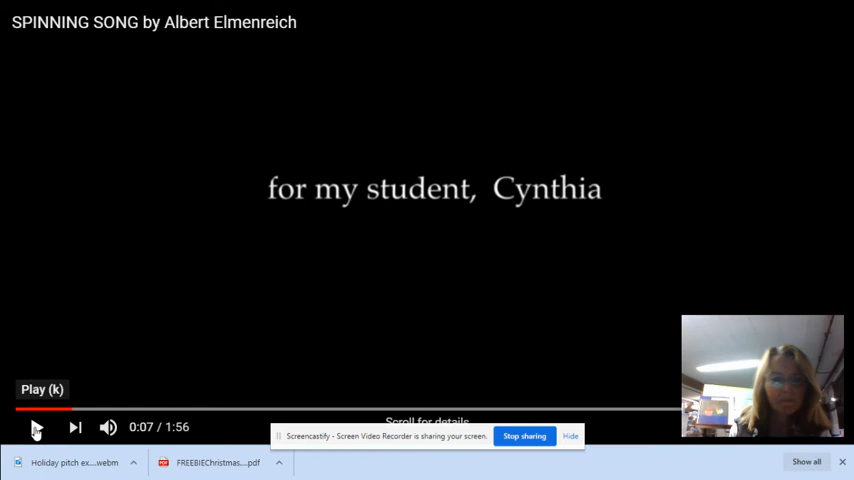 SPINNING SONG by Albert Elmenreich
for my student, Cynthia
Play (k)
0:07 / 1:56
Scroll for details
Screencastify - Screen Video Recorder is sharing your screen.
Stop sharing
Hide
Holiday pitch ex....webm
FREEBIEChristmas....pdf
Show all